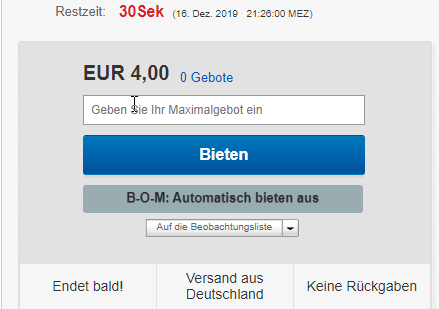 Restzeit: 30Sek (16. Dez. 2019 21:26:00 MEZ)
EUR 4,00 0 Gebote
Geben Sie Ihr Maximalgebot ein
Bieten
B-O-M: Automatisch bieten aus
Auf die Beobachtungsliste
Endet bald!
Versand aus
Deutschland
Keine Rückgaben